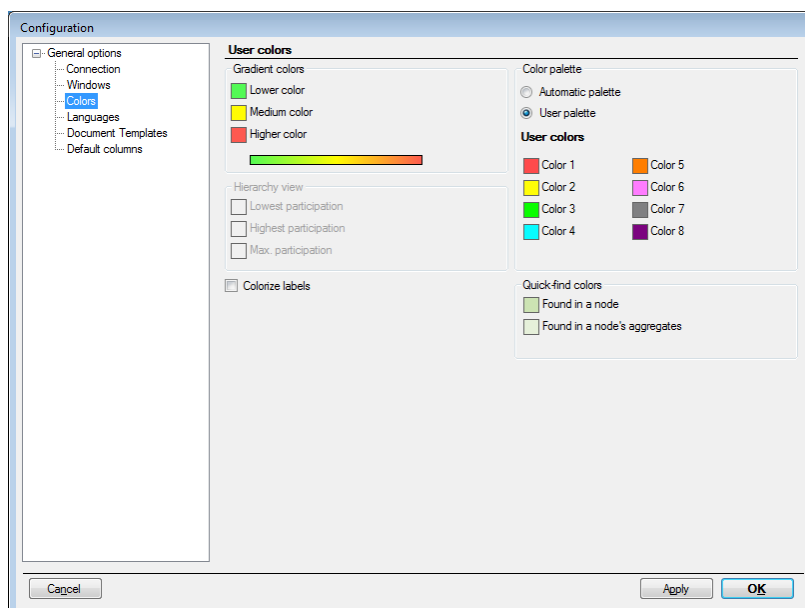 Configuration
General options
Connection
Windows
Colors
Languages
Document Templates
Default columns
User colors
Gradient colors
Lower color
Medium color
Higher color
Hierarchy view
Lowest participation
Highest participation
Max. participation
Colorize labels
Color palette
Automatic palette
User palette
User colors
Color 1
Color 5
Color 2
Color 6
Color 3
Color 7
Color 4
Color 8
Quick-find colors
Found in a node
Found in a node's aggregates
Cancel
Apply
OK